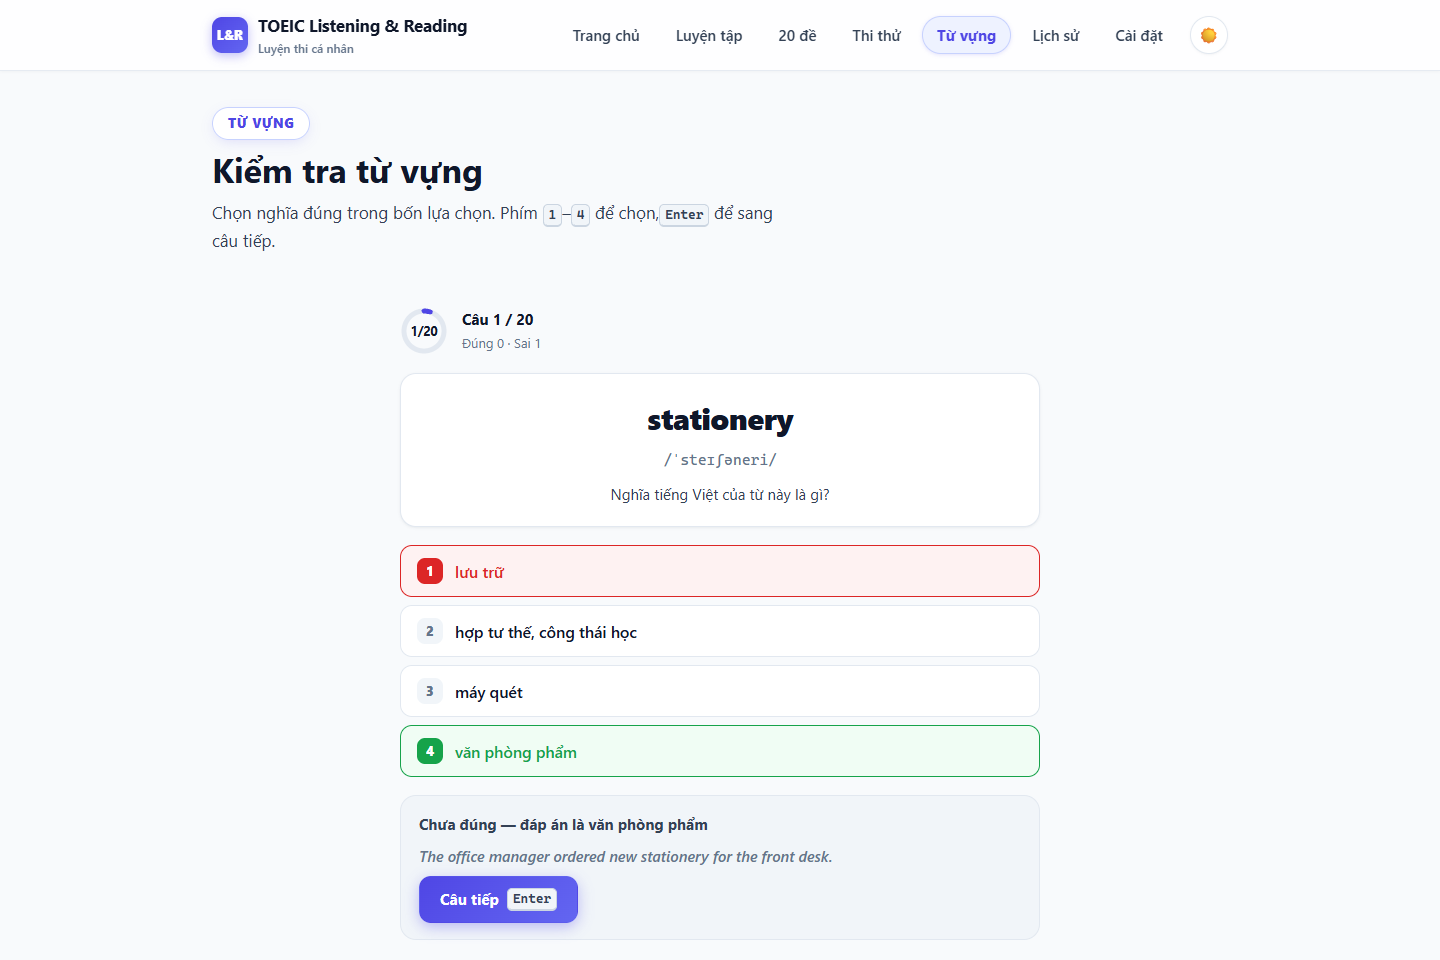 L&R
TOEIC Listening & Reading
Luyện thi cá nhân
Trang chủ
Luyện tập
20 đề
Thi thử
Từ vựng
Lịch sử
Cài đặt
TỪ VỰNG
Kiểm tra từ vựng
Chọn nghĩa đúng trong bốn lựa chọn. Phím 1–4 để chọn,Enter để sang
câu tiếp.
1/20
Câu 1 / 20
Đúng 0 · Sai 1
stationery
/ˈsteɪʃəneri/
Nghĩa tiếng Việt của từ này là gì?
1 lưu trữ
2 hợp tư thế, công thái học
3 máy quét
4 văn phòng phẩm
Chưa đúng — đáp án là văn phòng phẩm
The office manager ordered new stationery for the front desk.
Câu tiếp Enter